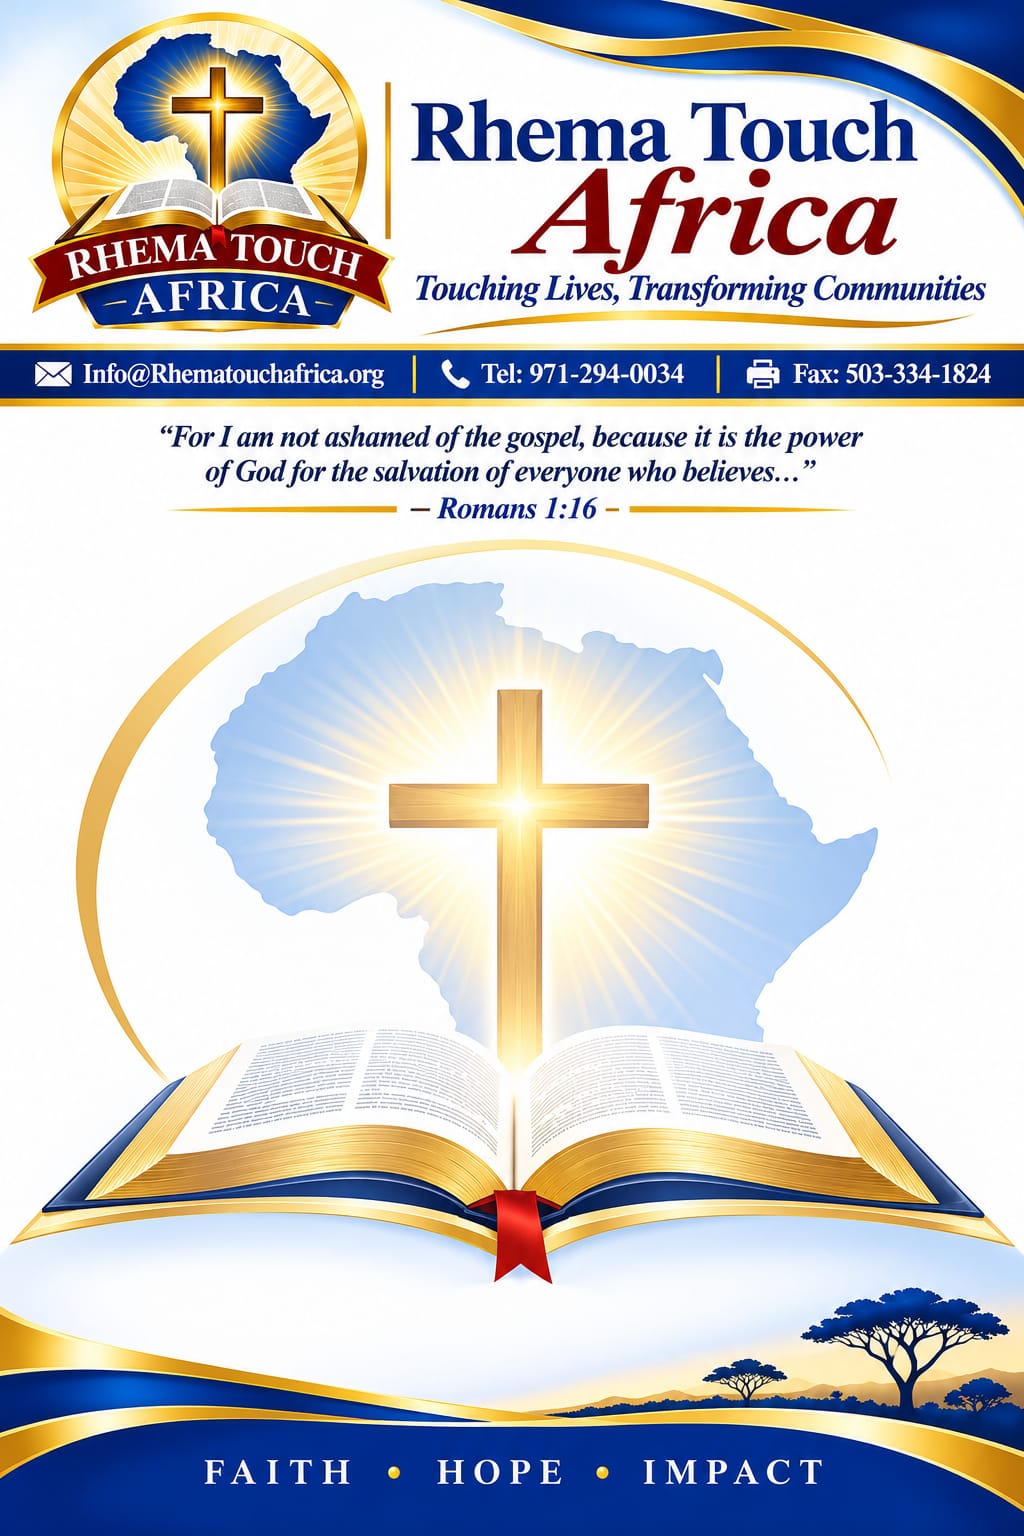 RHEMA TOUCH
AFRICA
Rhema Touch
Africa
Touching Lives, Transforming Communities
Info@Rhematouchafrica.org
Tel: 971-294-0034
Fax: 503-334-1824
“For I am not ashamed of the gospel, because it is the power
of God for the salvation of everyone who believes...”
– Romans 1:16 –
FAITH • HOPE • IMPACT